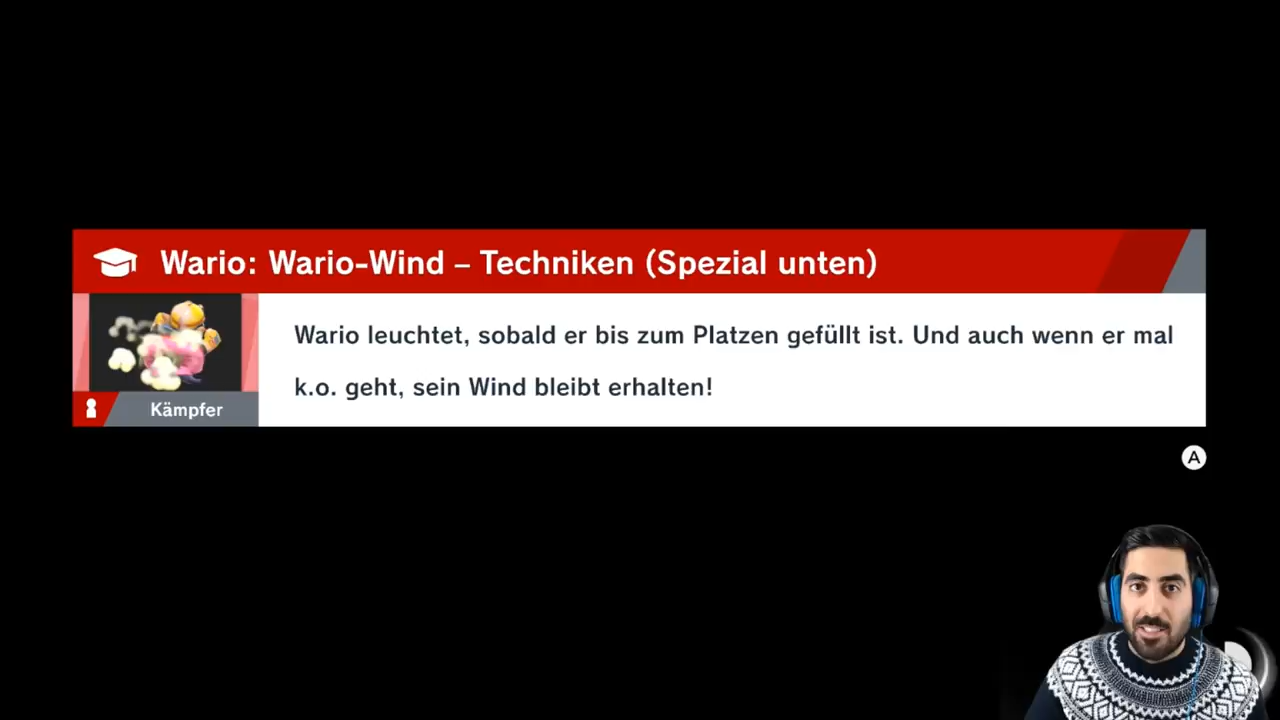 Wario: Wario-Wind – Techniken (Spezial unten)
Wario leuchtet, sobald er bis zum Platzen gefüllt ist. Und auch wenn er mal
k.o. geht, sein Wind bleibt erhalten!
Kämpfer
A